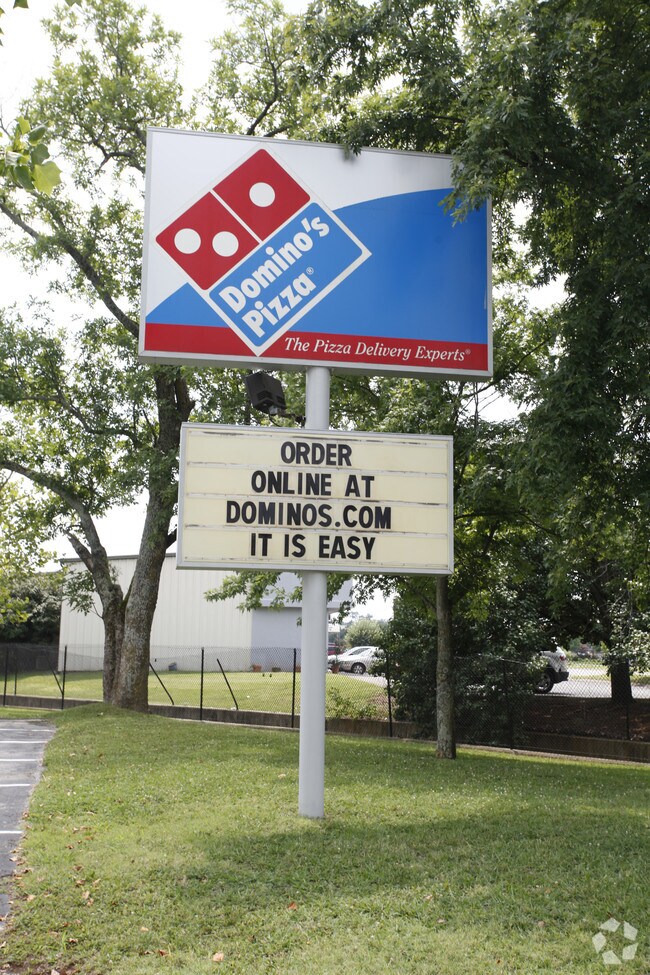 Domino's
Pizza®
The Pizza Delivery Experts®
ORDER
ONLINE AT
DOMINOS.COM
IT IS EASY